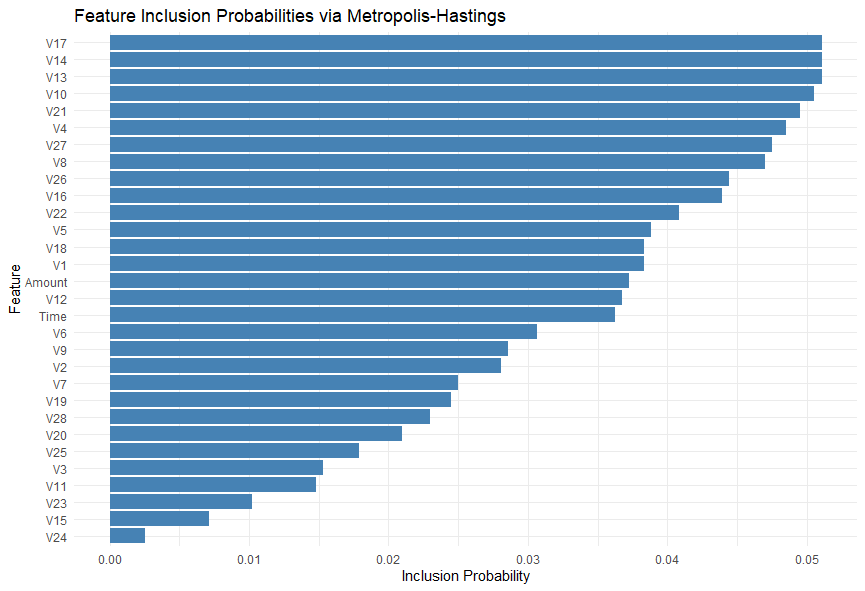 Feature Inclusion Probabilities via Metropolis-Hastings
V17
V14
V13
V10
V21
V4
V27
V8
V26
V16
V22
V5
V18
V1
Amount
V12
Time
V6
V9
V2
V7
V19
V28
V20
V25
V3
V11
V23
V15
V24
Feature
0.00 0.01 0.02 0.03 0.04 0.05
Inclusion Probability